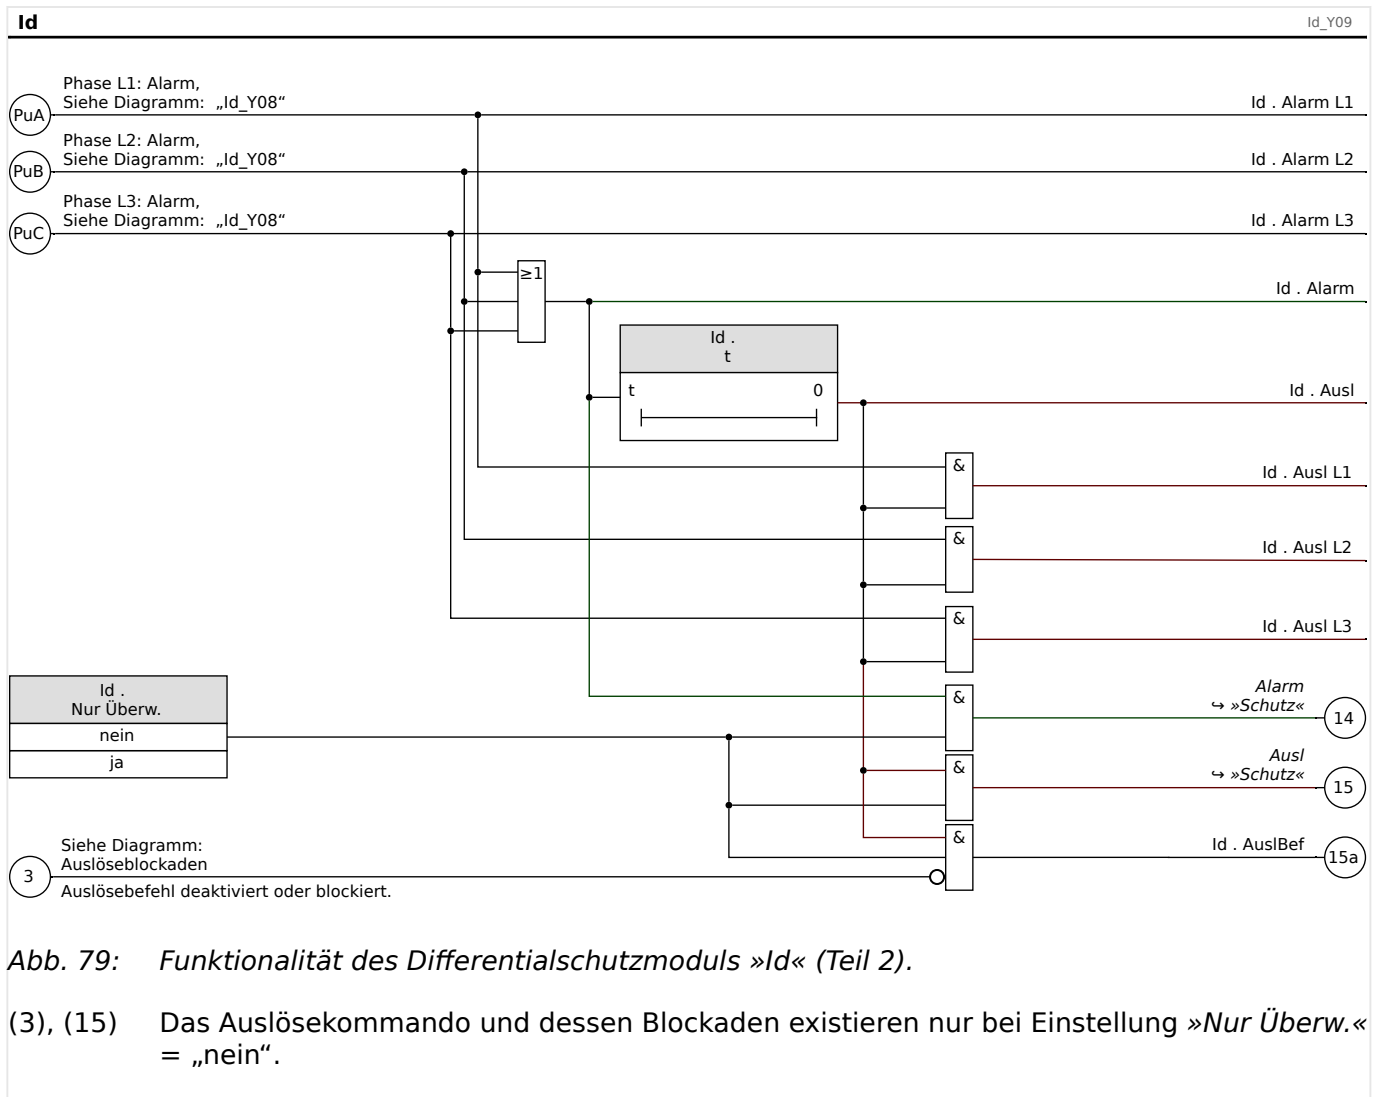 Id
Id_Y09
Phase L1: Alarm,
Siehe Diagramm: „Id_Y08“
PuA
Id . Alarm L1
Phase L2: Alarm,
Siehe Diagramm: „Id_Y08“
PuB
Id . Alarm L2
Phase L3: Alarm,
Siehe Diagramm: „Id_Y08“
PuC
Id . Alarm L3
≥1
Id . Alarm
Id .
t
t
0
Id . Ausl
&
Id . Ausl L1
&
Id . Ausl L2
&
Id . Ausl L3
Id .
Nur Überw.
nein
ja
&
Alarm
↪ »Schutz«
14
&
Ausl
↪ »Schutz«
15
&
Id . AuslBef
15a
Siehe Diagramm:
Auslöseblockaden
3
Auslösebefehl deaktiviert oder blockiert.
Abb. 79: Funktionalität des Differentialschutzmoduls »Id« (Teil 2).
(3), (15) Das Auslösekommando und dessen Blockaden existieren nur bei Einstellung »Nur Überw.«
= „nein“.